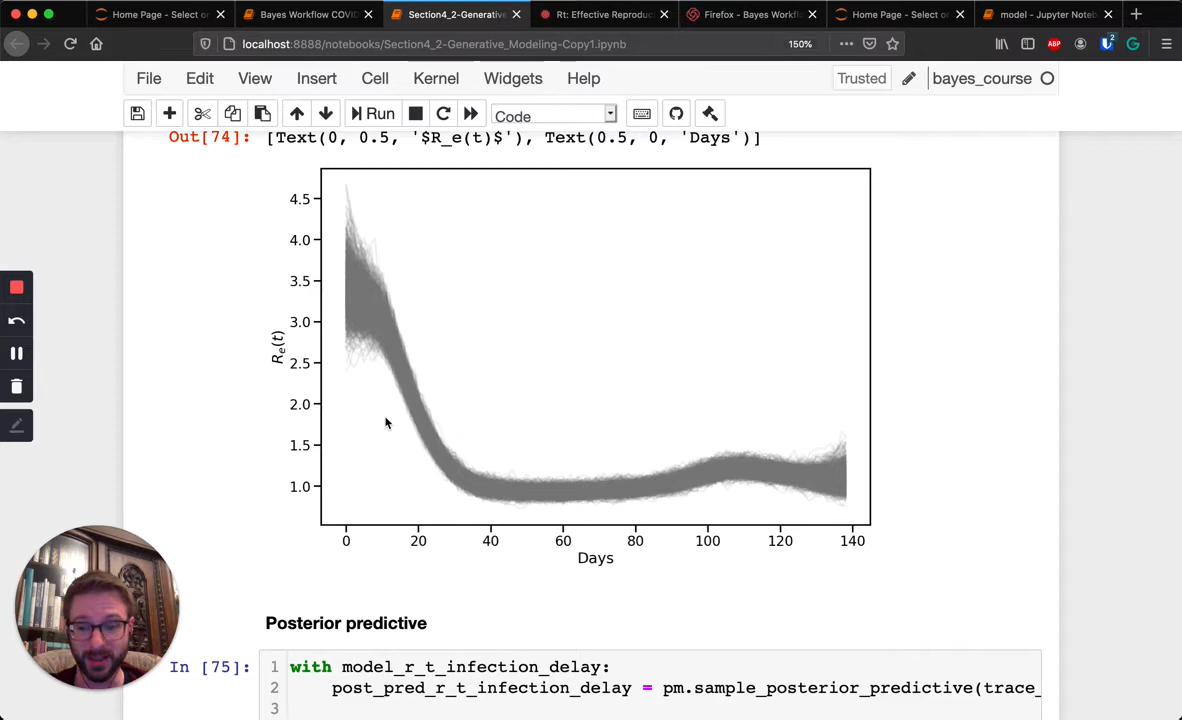 Home Page - Select or
Bayes Workflow COVID
Section4_2-Generative
Rt: Effective Reproduc
Firefox - Bayes Workfl
Home Page - Select or
model - Jupyter Noteb
localhost:8888/notebooks/Section4_2-Generative_Modeling-Copy1.ipynb
150%
ABP
2
File Edit View Insert Cell Kernel Widgets Help
Trusted
bayes_course
Run
Code
Out[74]: [Text(0, 0.5, '$R_e(t)$'), Text(0.5, 0, 'Days')]
4.5
4.0
3.5
3.0
2.5
2.0
1.5
1.0
Re(t)
0 20 40 60 80 100 120 140
Days
Posterior predictive
In [75]:
1 with model_r_t_infection_delay:
2 post_pred_r_t_infection_delay = pm.sample_posterior_predictive(trace_
3